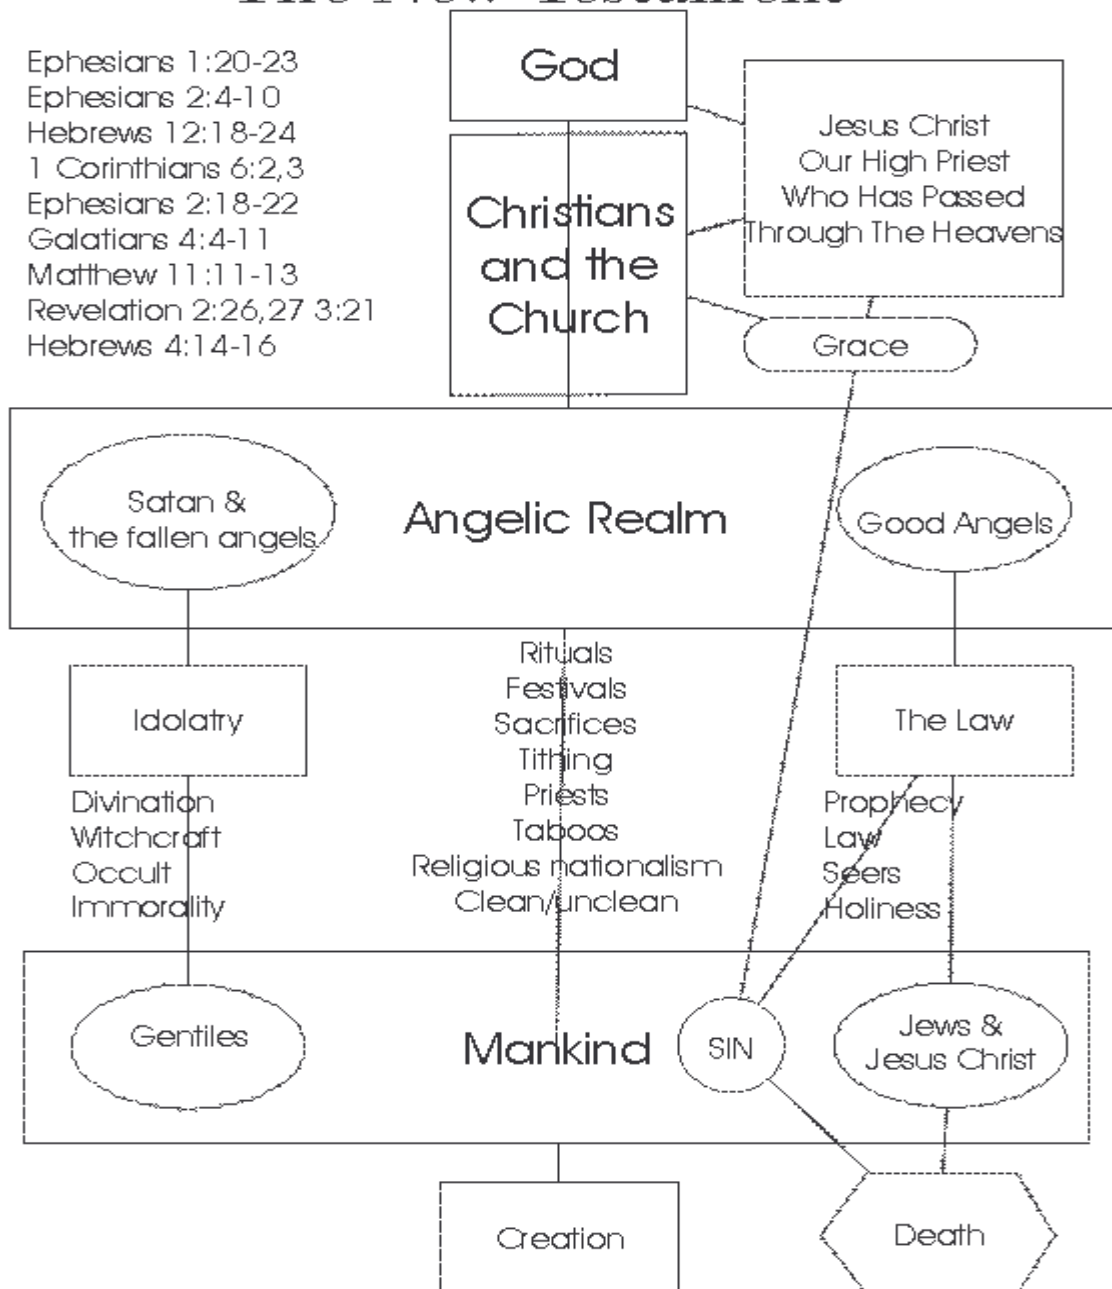 The New Testament
Ephesians 1:20-23
Ephesians 2:4-10
Hebrews 12:18-24
1 Corinthians 6:2,3
Ephesians 2:18-22
Galatians 4:4-11
Matthew 11:11-13
Revelation 2:26,27 3:21
Hebrews 4:14-16
God
Christians
and the
Church
Jesus Christ
Our High Priest
Who Has Passed
Through The Heavens
Grace
Satan &
the fallen angels
Angelic Realm
Good Angels
Idolatry
Divination
Witchcraft
Occult
Immorality
Rituals
Festivals
Sacrifices
Tithing
Priests
Taboos
Religious nationalism
Clean/unclean
The Law
Prophecy
Law
Seers
Holiness
Gentiles
Mankind
SIN
Jews &
Jesus Christ
Creation
Death